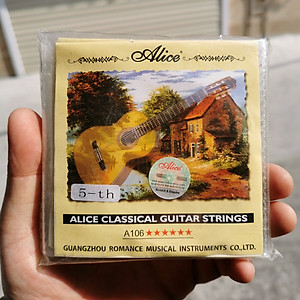 Alice®
Alice®
5-th
ALICE CLASSICAL GUITAR STRINGS
A106 ★★★★★★
GUANGZHOU ROMANCE MUSICAL INSTRUMENTS CO.,LTD.